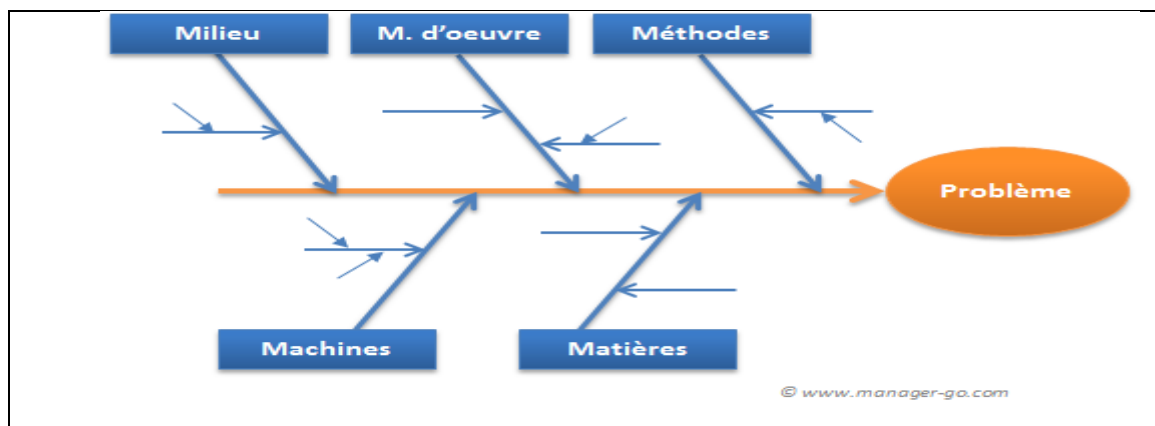 Milieu
M. d'oeuvre
Méthodes
Problème
Machines
Matières
© www.manager-go.com